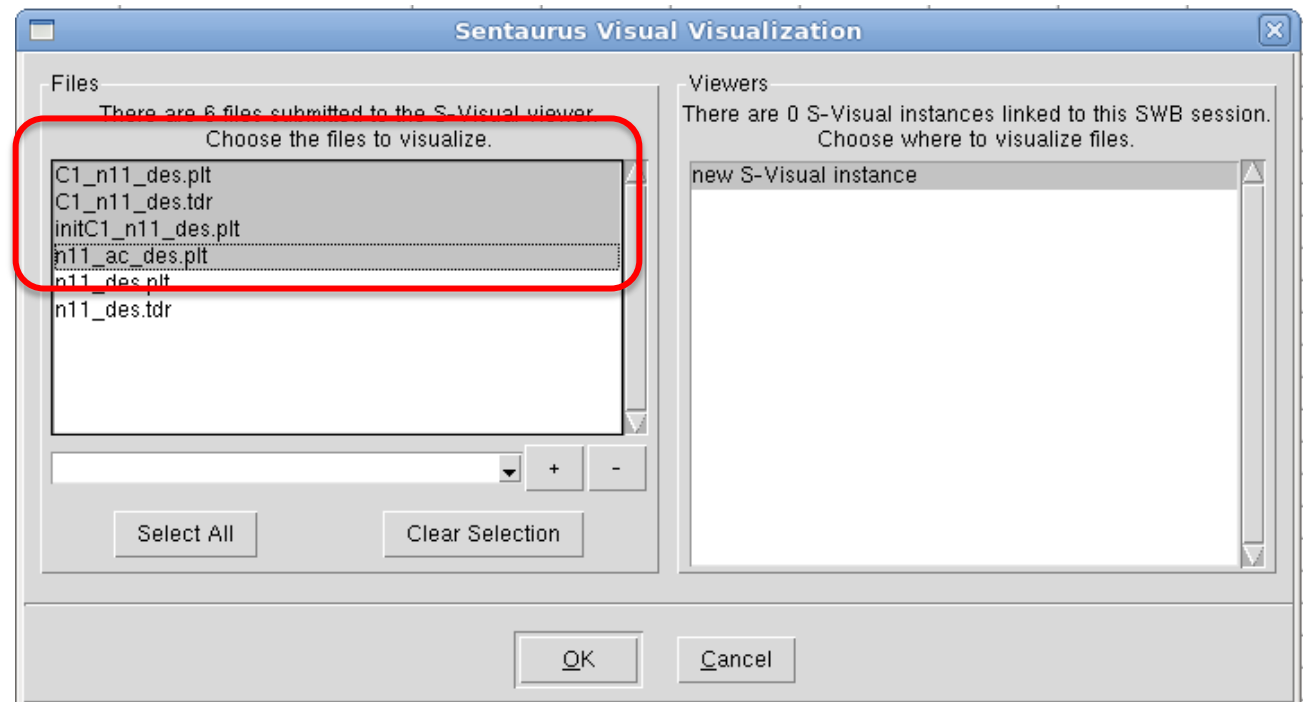 Sentaurus Visual Visualization
Files
There are 6 files submitted to the S-Visual viewer.
Choose the files to visualize.
C1_n11_des.plt
C1_n11_des.tdr
initC1_n11_des.plt
n11_ac_des.plt
n11_des.plt
n11_des.tdr
+ -
Select All Clear Selection
Viewers
There are 0 S-Visual instances linked to this SWB session.
Choose where to visualize files.
new S-Visual instance
OK Cancel